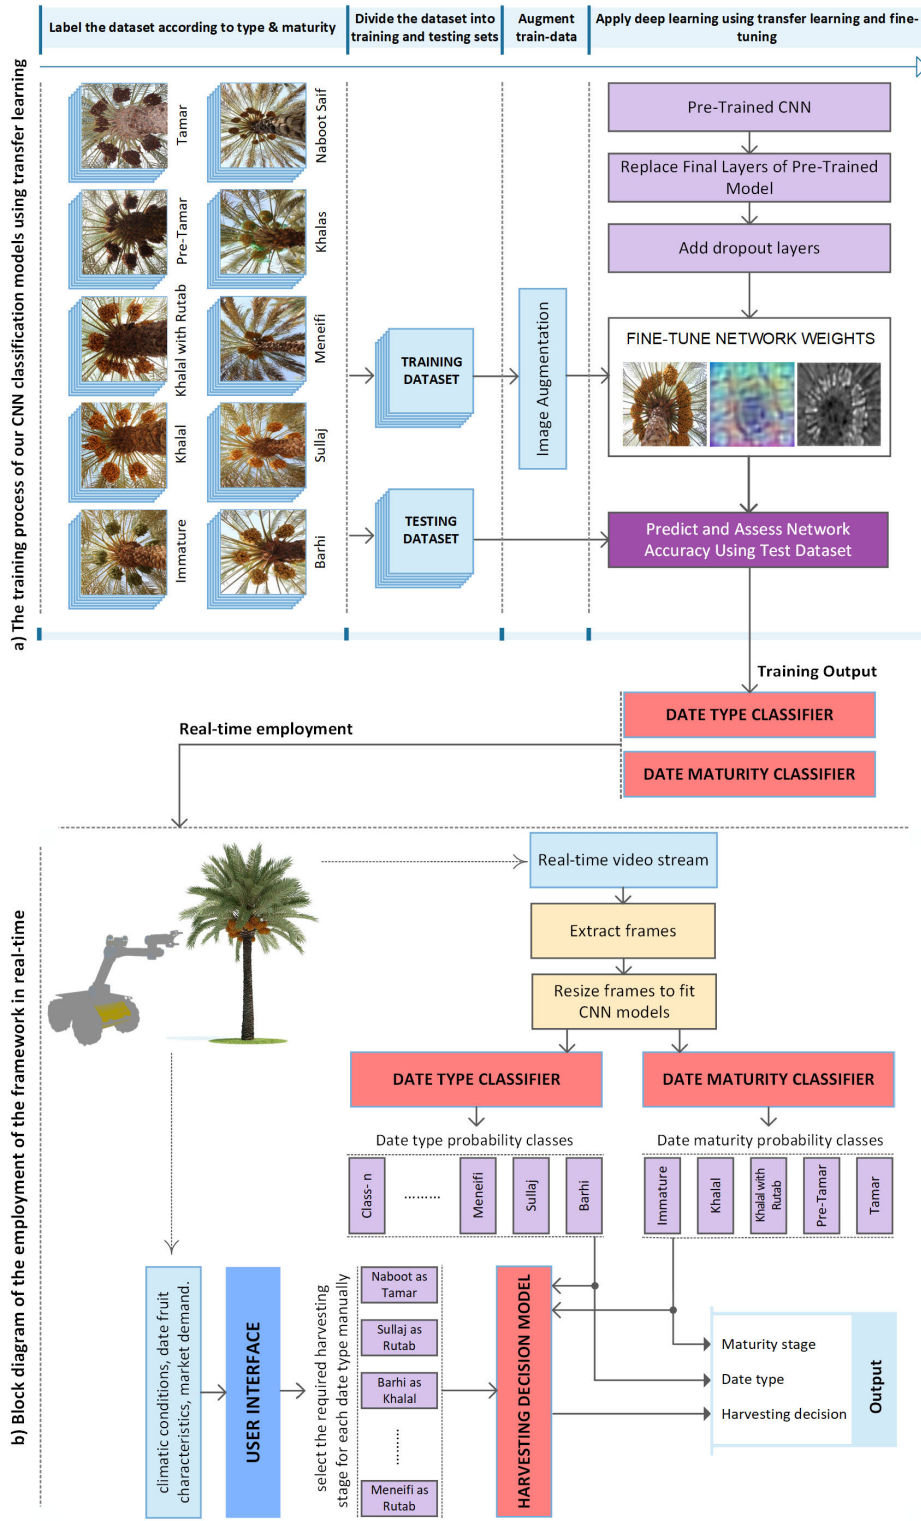 Label the dataset according to type & maturity
Divide the dataset into
training and testing sets
Augment
train-data
Apply deep learning using transfer learning and fine-
tuning
a) The training process of our CNN classification models using transfer learning
Tamar
Naboot Saif
Pre-Tamar
Khalas
Khalal with Rutab
Meneifi
Khalal
Sullaj
Immature
Barhi
TRAINING
DATASET
TESTING
DATASET
Image Augmentation
Pre-Trained CNN
Replace Final Layers of Pre-Trained
Model
Add dropout layers
FINE-TUNE NETWORK WEIGHTS
Predict and Assess Network
Accuracy Using Test Dataset
Training Output
DATE TYPE CLASSIFIER
DATE MATURITY CLASSIFIER
Real-time employment
b) Block diagram of the employment of the framework in real-time
Real-time video stream
Extract frames
Resize frames to fit
CNN models
DATE TYPE CLASSIFIER
DATE MATURITY CLASSIFIER
Date type probability classes
Date maturity probability classes
Class- n
.........
Meneifi
Sullaj
Barhi
Immature
Khalal
Khalal with
Rutab
Pre-Tamar
Tamar
climatic conditions, date fruit
characteristics, market demand.
USER INTERFACE
select the required harvesting
stage for each date type manually
Naboot as
Tamar
Sullaj as
Rutab
Barhi as
Khalal
........
Meneifi as
Rutab
HARVESTING DECISION MODEL
Maturity stage
Date type
Harvesting decision
Output